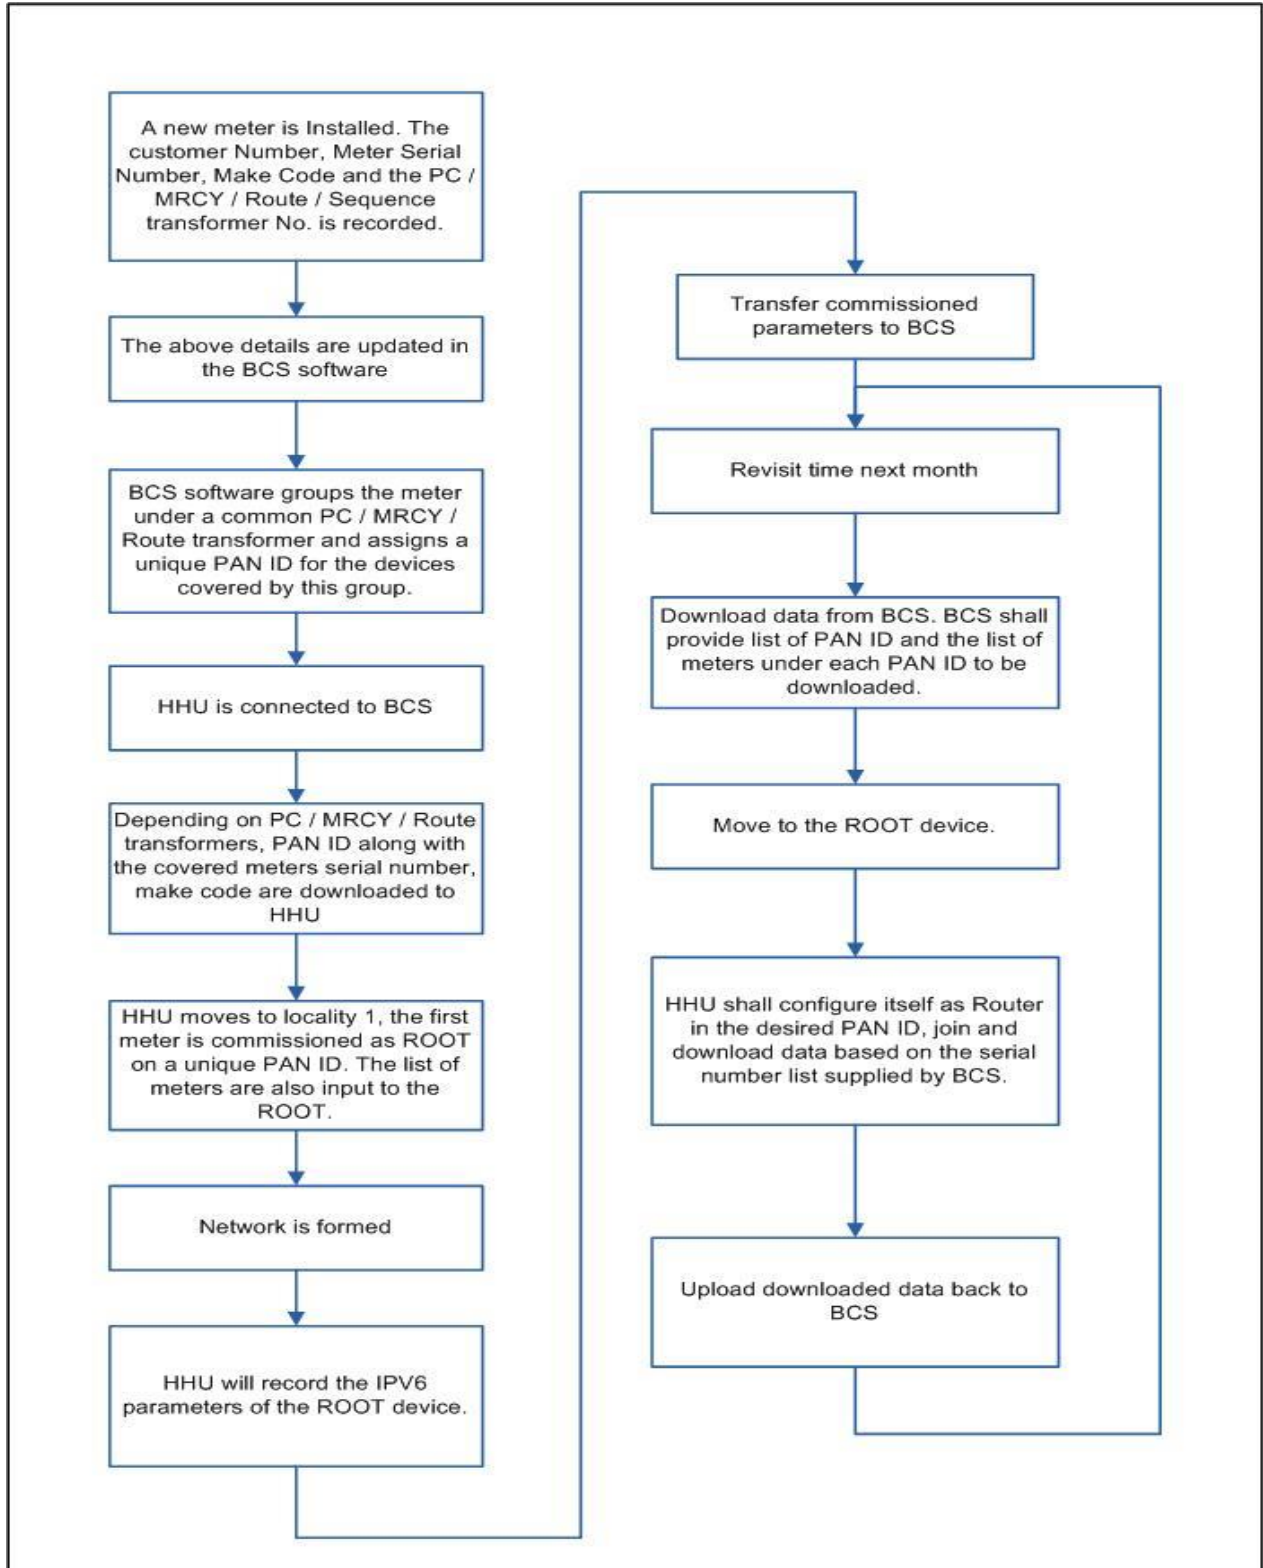 A new meter is Installed. The
customer Number, Meter Serial
Number, Make Code and the PC /
MRCY / Route / Sequence
transformer No. is recorded.
The above details are updated in
the BCS software
BCS software groups the meter
under a common PC / MRCY /
Route transformer and assigns a
unique PAN ID for the devices
covered by this group.
HHU is connected to BCS
Depending on PC / MRCY / Route
transformers, PAN ID along with
the covered meters serial number,
make code are downloaded to
HHU
HHU moves to locality 1, the first
meter is commissioned as ROOT
on a unique PAN ID. The list of
meters are also input to the
ROOT.
Network is formed
HHU will record the IPV6
parameters of the ROOT device.
Transfer commissioned
parameters to BCS
Revisit time next month
Download data from BCS. BCS shall
provide list of PAN ID and the list of
meters under each PAN ID to be
downloaded.
Move to the ROOT device.
HHU shall configure itself as Router
in the desired PAN ID, join and
download data based on the serial
number list supplied by BCS.
Upload downloaded data back to
BCS